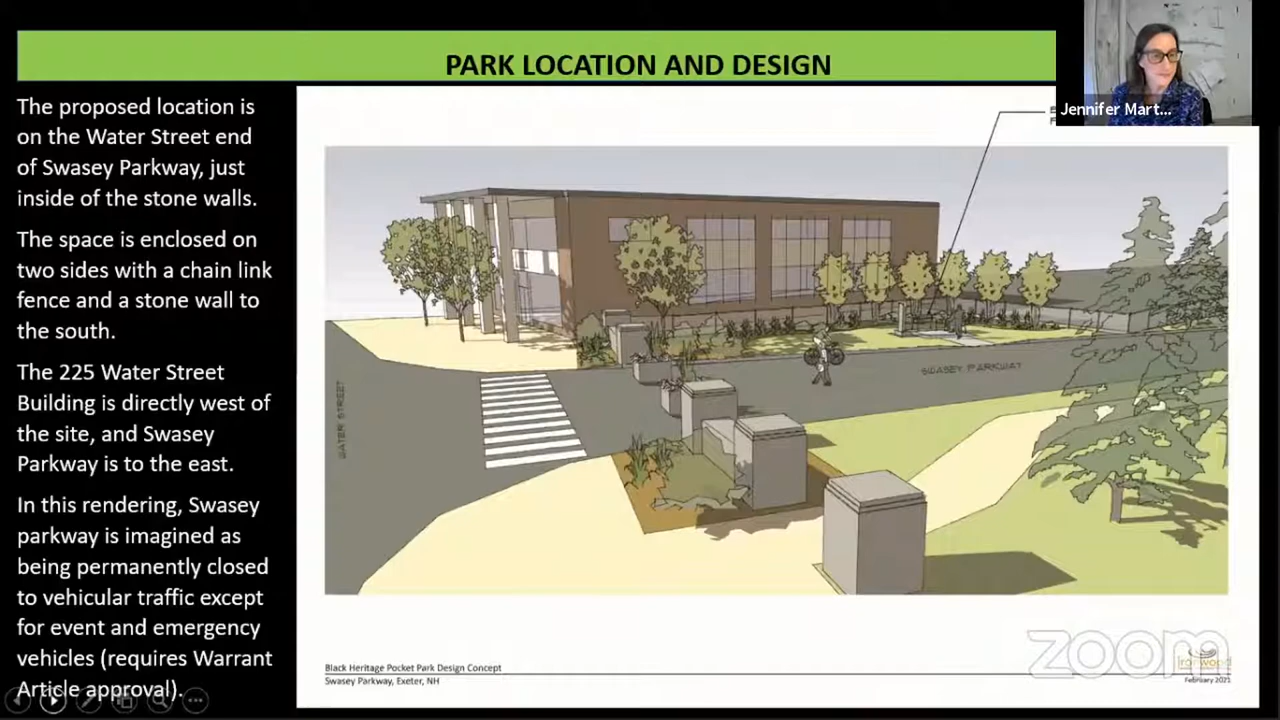 PARK LOCATION AND DESIGN
The proposed location is
on the Water Street end
of Swasey Parkway, just
inside of the stone walls.
The space is enclosed on
two sides with a chain link
fence and a stone wall to
the south.
The 225 Water Street
Building is directly west of
the site, and Swasey
Parkway is to the east.
In this rendering, Swasey
parkway is imagined as
being permanently closed
to vehicular traffic except
for event and emergency
vehicles (requires Warrant
Article approval).
Jennifer Mart...
WATER STREET
SWASEY PARKWAY
Black Heritage Pocket Park Design Concept
Swasey Parkway, Exeter, NH
zoom
ironwood
February 2021